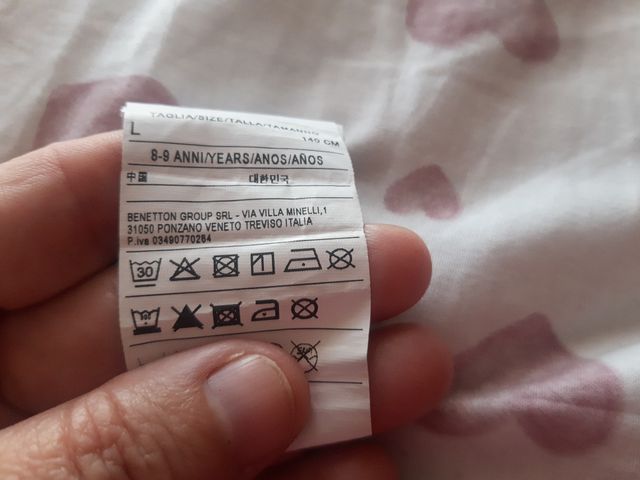 TAGLIA/SIZE/TALLA/TAMANHO
L 140 CM
8-9 ANNI/YEARS/ANOS/AÑOS
中国 대한민국
BENETTON GROUP SRL - VIA VILLA MINELLI,1
31050 PONZANO VENETO TREVISO ITALIA
P.iva 03490770264
30